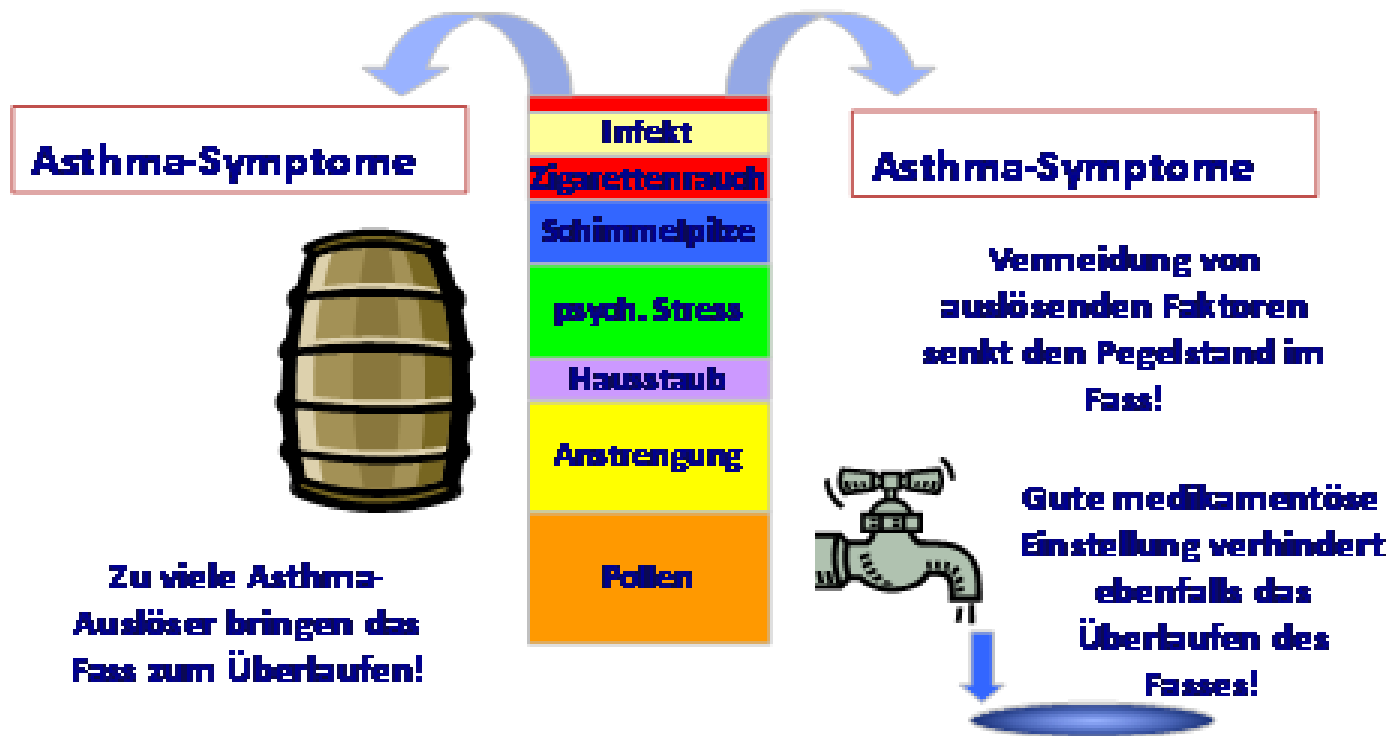 Asthma-Symptome
Zu viele Asthma-
Auslöser bringen das
Fass zum Überlaufen!
Infekt
Zigarettenrauch
Schimmelpilze
psych. Stress
Hausstaub
Anstrengung
Pollen
Asthma-Symptome
Vermeidung von
auslösenden Faktoren
senkt den Pegelstand im
Fass!
Gute medikamentöse
Einstellung verhindert
ebenfalls das
Überlaufen des
Fasses!